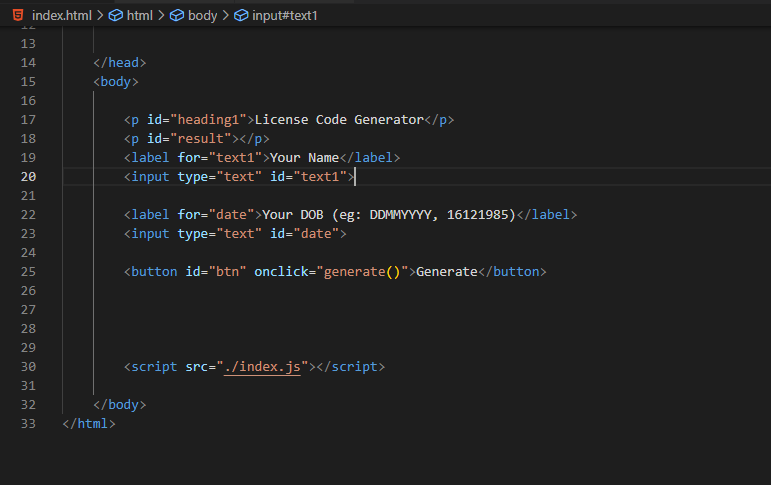 index.html > html > body > input#text1
12
13
14 </head>
15 <body>
16
17 <p id="heading1">License Code Generator</p>
18 <p id="result"></p>
19 <label for="text1">Your Name</label>
20 <input type="text" id="text1">
21
22 <label for="date">Your DOB (eg: DDMMYYYY, 16121985)</label>
23 <input type="text" id="date">
24
25 <button id="btn" onclick="generate()">Generate</button>
26
27
28
29
30 <script src="./index.js"></script>
31
32 </body>
33 </html>